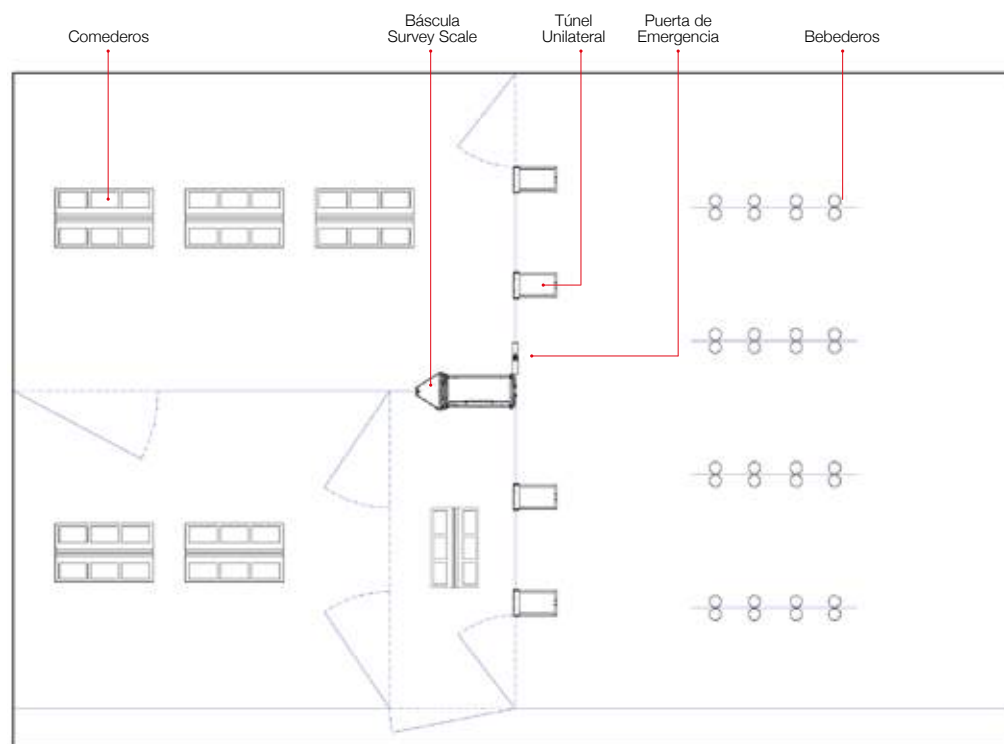 Comederos
Báscula
Survey Scale
Túnel
Unilateral
Puerta de
Emergencia
Bebederos